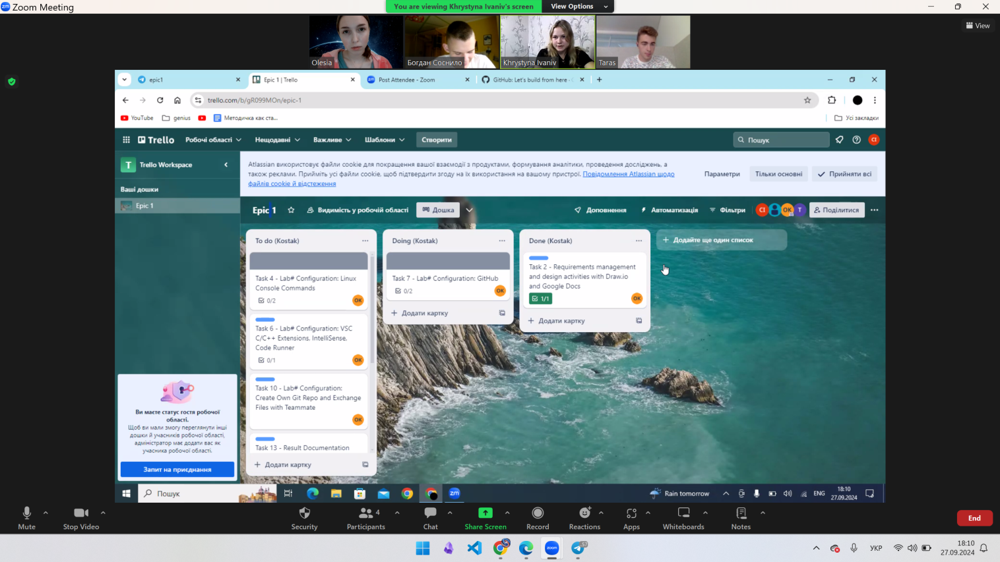 Zoom Meeting
You are viewing Khrystyna Ivaniv's screen
View Options
View
Olesia
Богдан Соснило
Khrystyna Ivaniv
Taras
epic1
Epic 1 | Trello
Post Attendee - Zoom
GitHub: Let's build from here ·
trello.com/b/gR099MOn/epic-1
YouTube
genius
Методичка как ста...
Усі закладки
Trello
Робочі області
Нещодавні
Важливе
Шаблони
Створити
Пошук
CI
T
Trello Workspace
Ваші дошки
Epic 1
Atlassian використовує файли cookie для покращення вашої взаємодії з продуктами, формування аналітики, проведення досліджень, а
також реклами. Прийміть усі файли cookie, щоб підтвердити згоду на їх використання на вашому пристрої. Повідомлення Atlassian щодо
файлів cookie й відстеження
Параметри
Тільки основні
Прийняти всі
Epic 1
Видимість у робочій області
Дошка
Доповнення
Автоматизація
Фільтри
CI
OK
T
Поділитися
To do (Kostak)
Task 4 - Lab# Configuration: Linux
Console Commands
0/2
OK
Task 6 - Lab# Configuration: VSC
C/C++ Extensions, IntelliSense,
Code Runner
0/1
OK
Task 10 - Lab# Configuration:
Create Own Git Repo and Exchange
Files with Teammate
OK
Task 13 - Result Documentation
Додати картку
Doing (Kostak)
Task 7 - Lab# Configuration: GitHub
0/2
OK
Додати картку
Done (Kostak)
Task 2 - Requirements management
and design activities with Draw.io
and Google Docs
1/1
OK
Додати картку
Додайте ще один список
Ви маєте статус гостя робочої
області.
Щоб ви мали змогу переглянути інші
дошки й учасників робочої області,
адміністратор має додати вас як
учасника робочої області.
Запит на приєднання
Пошук
zm
Rain tomorrow
ENG
18:10
27.09.2024
Mute
Stop Video
Security
4
Participants
Chat
Share Screen
Record
Reactions
Apps
Whiteboards
Notes
End
zoom
57
УКР
18:10
27.09.2024